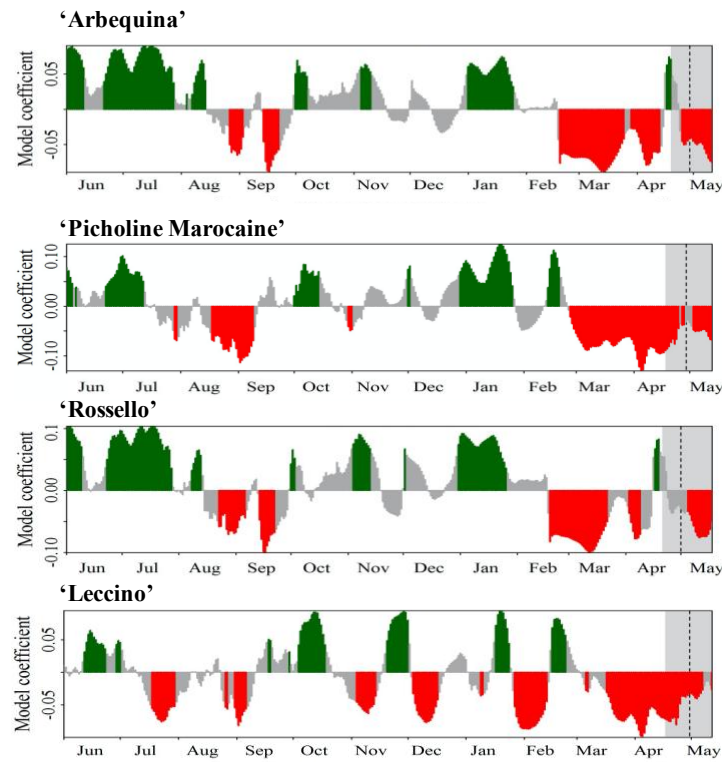 ‘Arbequina’
Model coefficient
0.05
-0.05
Jun Jul Aug Sep Oct Nov Dec Jan Feb Mar Apr May
‘Picholine Marocaine’
Model coefficient
0.10
0.00
-0.10
Jun Jul Aug Sep Oct Nov Dec Jan Feb Mar Apr May
‘Rossello’
Model coefficient
0.1
0.00
-0.10
Jun Jul Aug Sep Oct Nov Dec Jan Feb Mar Apr May
‘Leccino’
Model coefficient
0.05
-0.05
Jun Jul Aug Sep Oct Nov Dec Jan Feb Mar Apr May